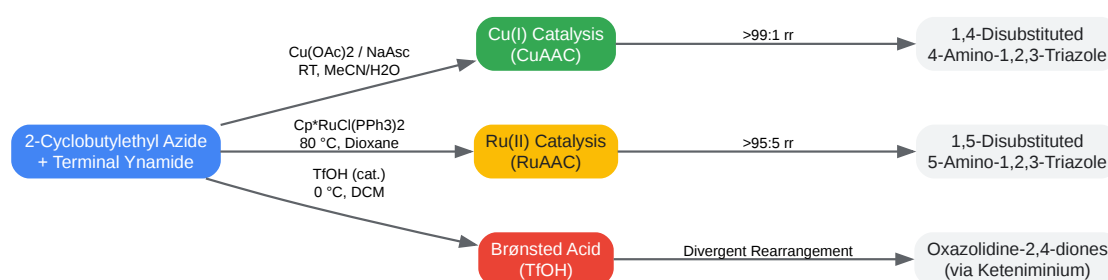 Cu(OAc)2 / NaAsc
RT, MeCN/H2O
Cu(I) Catalysis
(CuAAC)
>99:1 rr
1,4-Disubstituted
4-Amino-1,2,3-Triazole
2-Cyclobutylethyl Azide
+ Terminal Ynamide
Cp*RuCl(PPh3)2
80 °C, Dioxane
Ru(II) Catalysis
(RuAAC)
>95:5 rr
1,5-Disubstituted
5-Amino-1,2,3-Triazole
TfOH (cat.)
0 °C, DCM
Brønsted Acid
(TfOH)
Divergent Rearrangement
Oxazolidine-2,4-diones
(via Keteniminium)